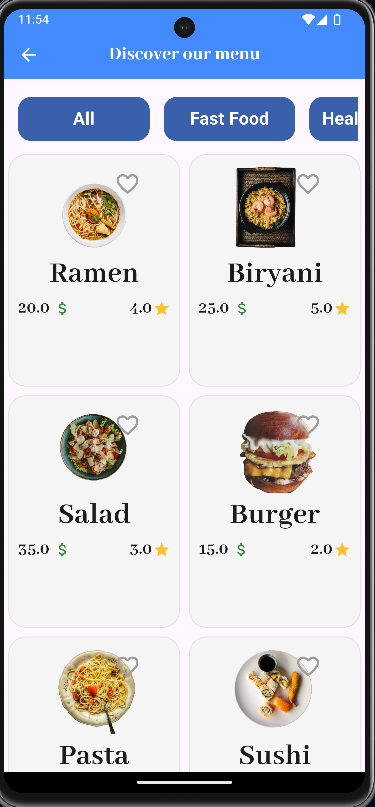 11:54
Discover our menu
All Fast Food Heal
Ramen Biryani
20.0 $ 4.0 25.0 $ 5.0
Salad Burger
35.0 $ 3.0 15.0 $ 2.0
Pasta Sushi